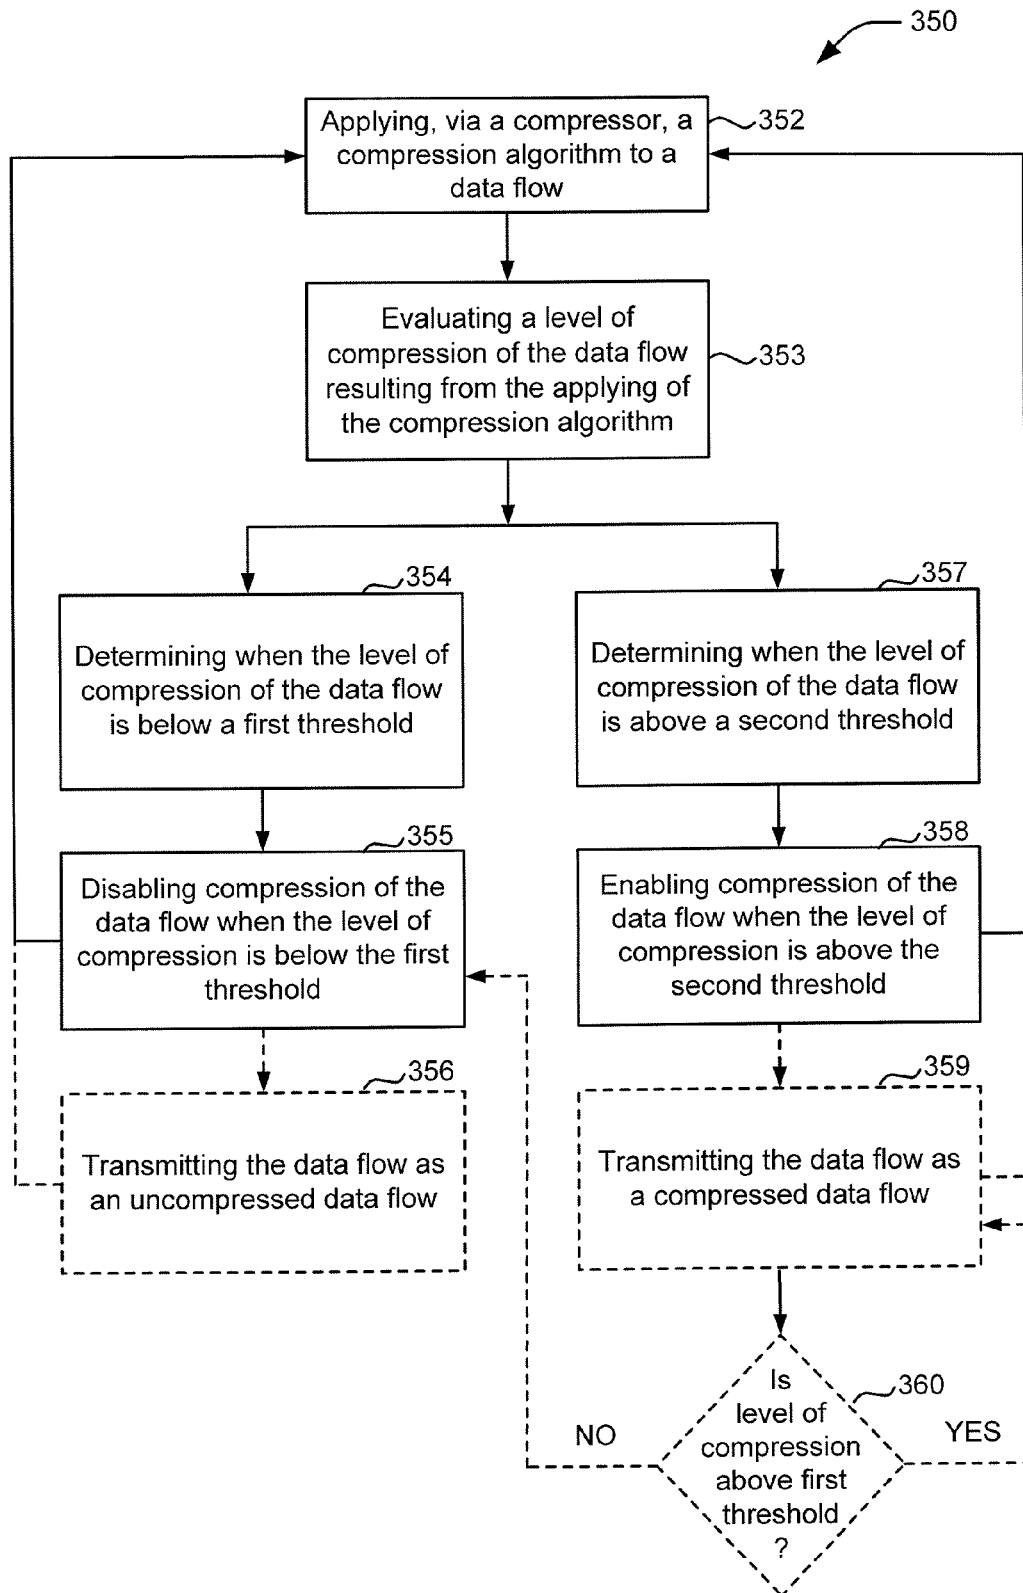 350
Applying, via a compressor, a
compression algorithm to a
data flow
352
Evaluating a level of
compression of the data flow
resulting from the applying of
the compression algorithm
353
354
Determining when the level of
compression of the data flow
is below a first threshold
357
Determining when the level of
compression of the data flow
is above a second threshold
355
Disabling compression of the
data flow when the level of
compression is below the first
threshold
358
Enabling compression of the
data flow when the level of
compression is above the
second threshold
356
Transmitting the data flow as
an uncompressed data flow
359
Transmitting the data flow as
a compressed data flow
360
Is
level of
compression
above first
threshold
?
NO
YES